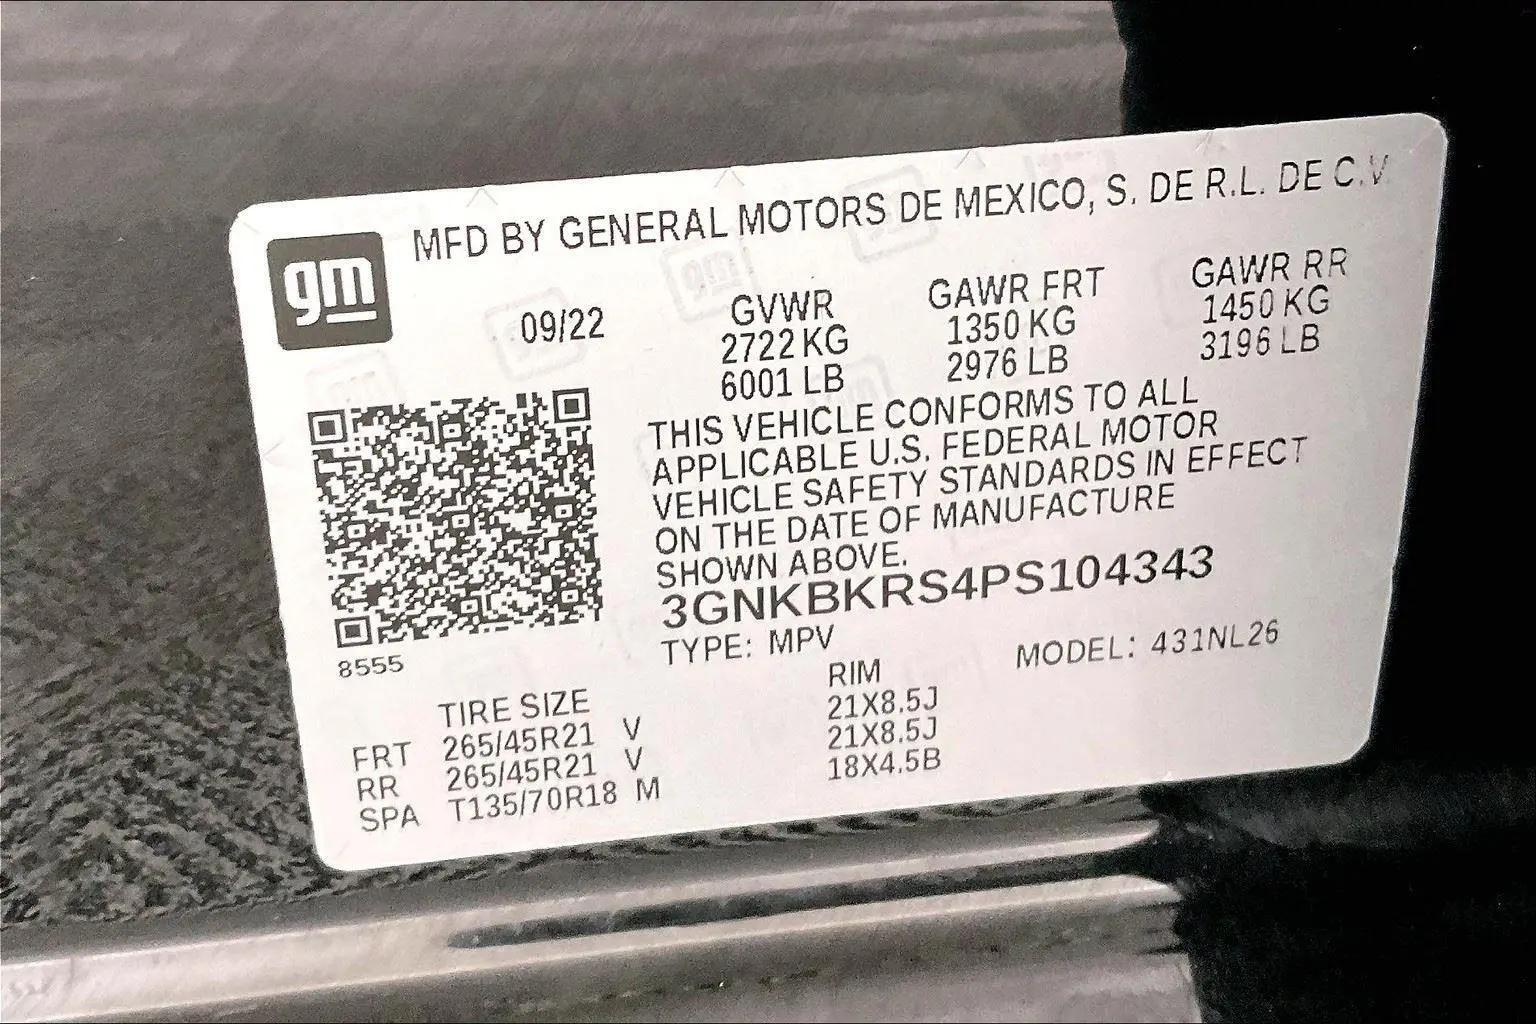 gm
MFD BY GENERAL MOTORS DE MEXICO, S. DE R.L. DE C.V
09/22
GVWR
2722 KG
6001 LB
GAWR FRT
1350 KG
2976 LB
GAWR RR
1450 KG
3196 LB
THIS VEHICLE CONFORMS TO ALL
APPLICABLE U.S. FEDERAL MOTOR
VEHICLE SAFETY STANDARDS IN EFFECT
ON THE DATE OF MANUFACTURE
SHOWN ABOVE.
3GNKBKRS4PS104343
TYPE: MPV
MODEL: 431NL26
8555
TIRE SIZE RIM
FRT 265/45R21 V 21X8.5J
RR 265/45R21 V 21X8.5J
SPA T135/70R18 M 18X4.5B